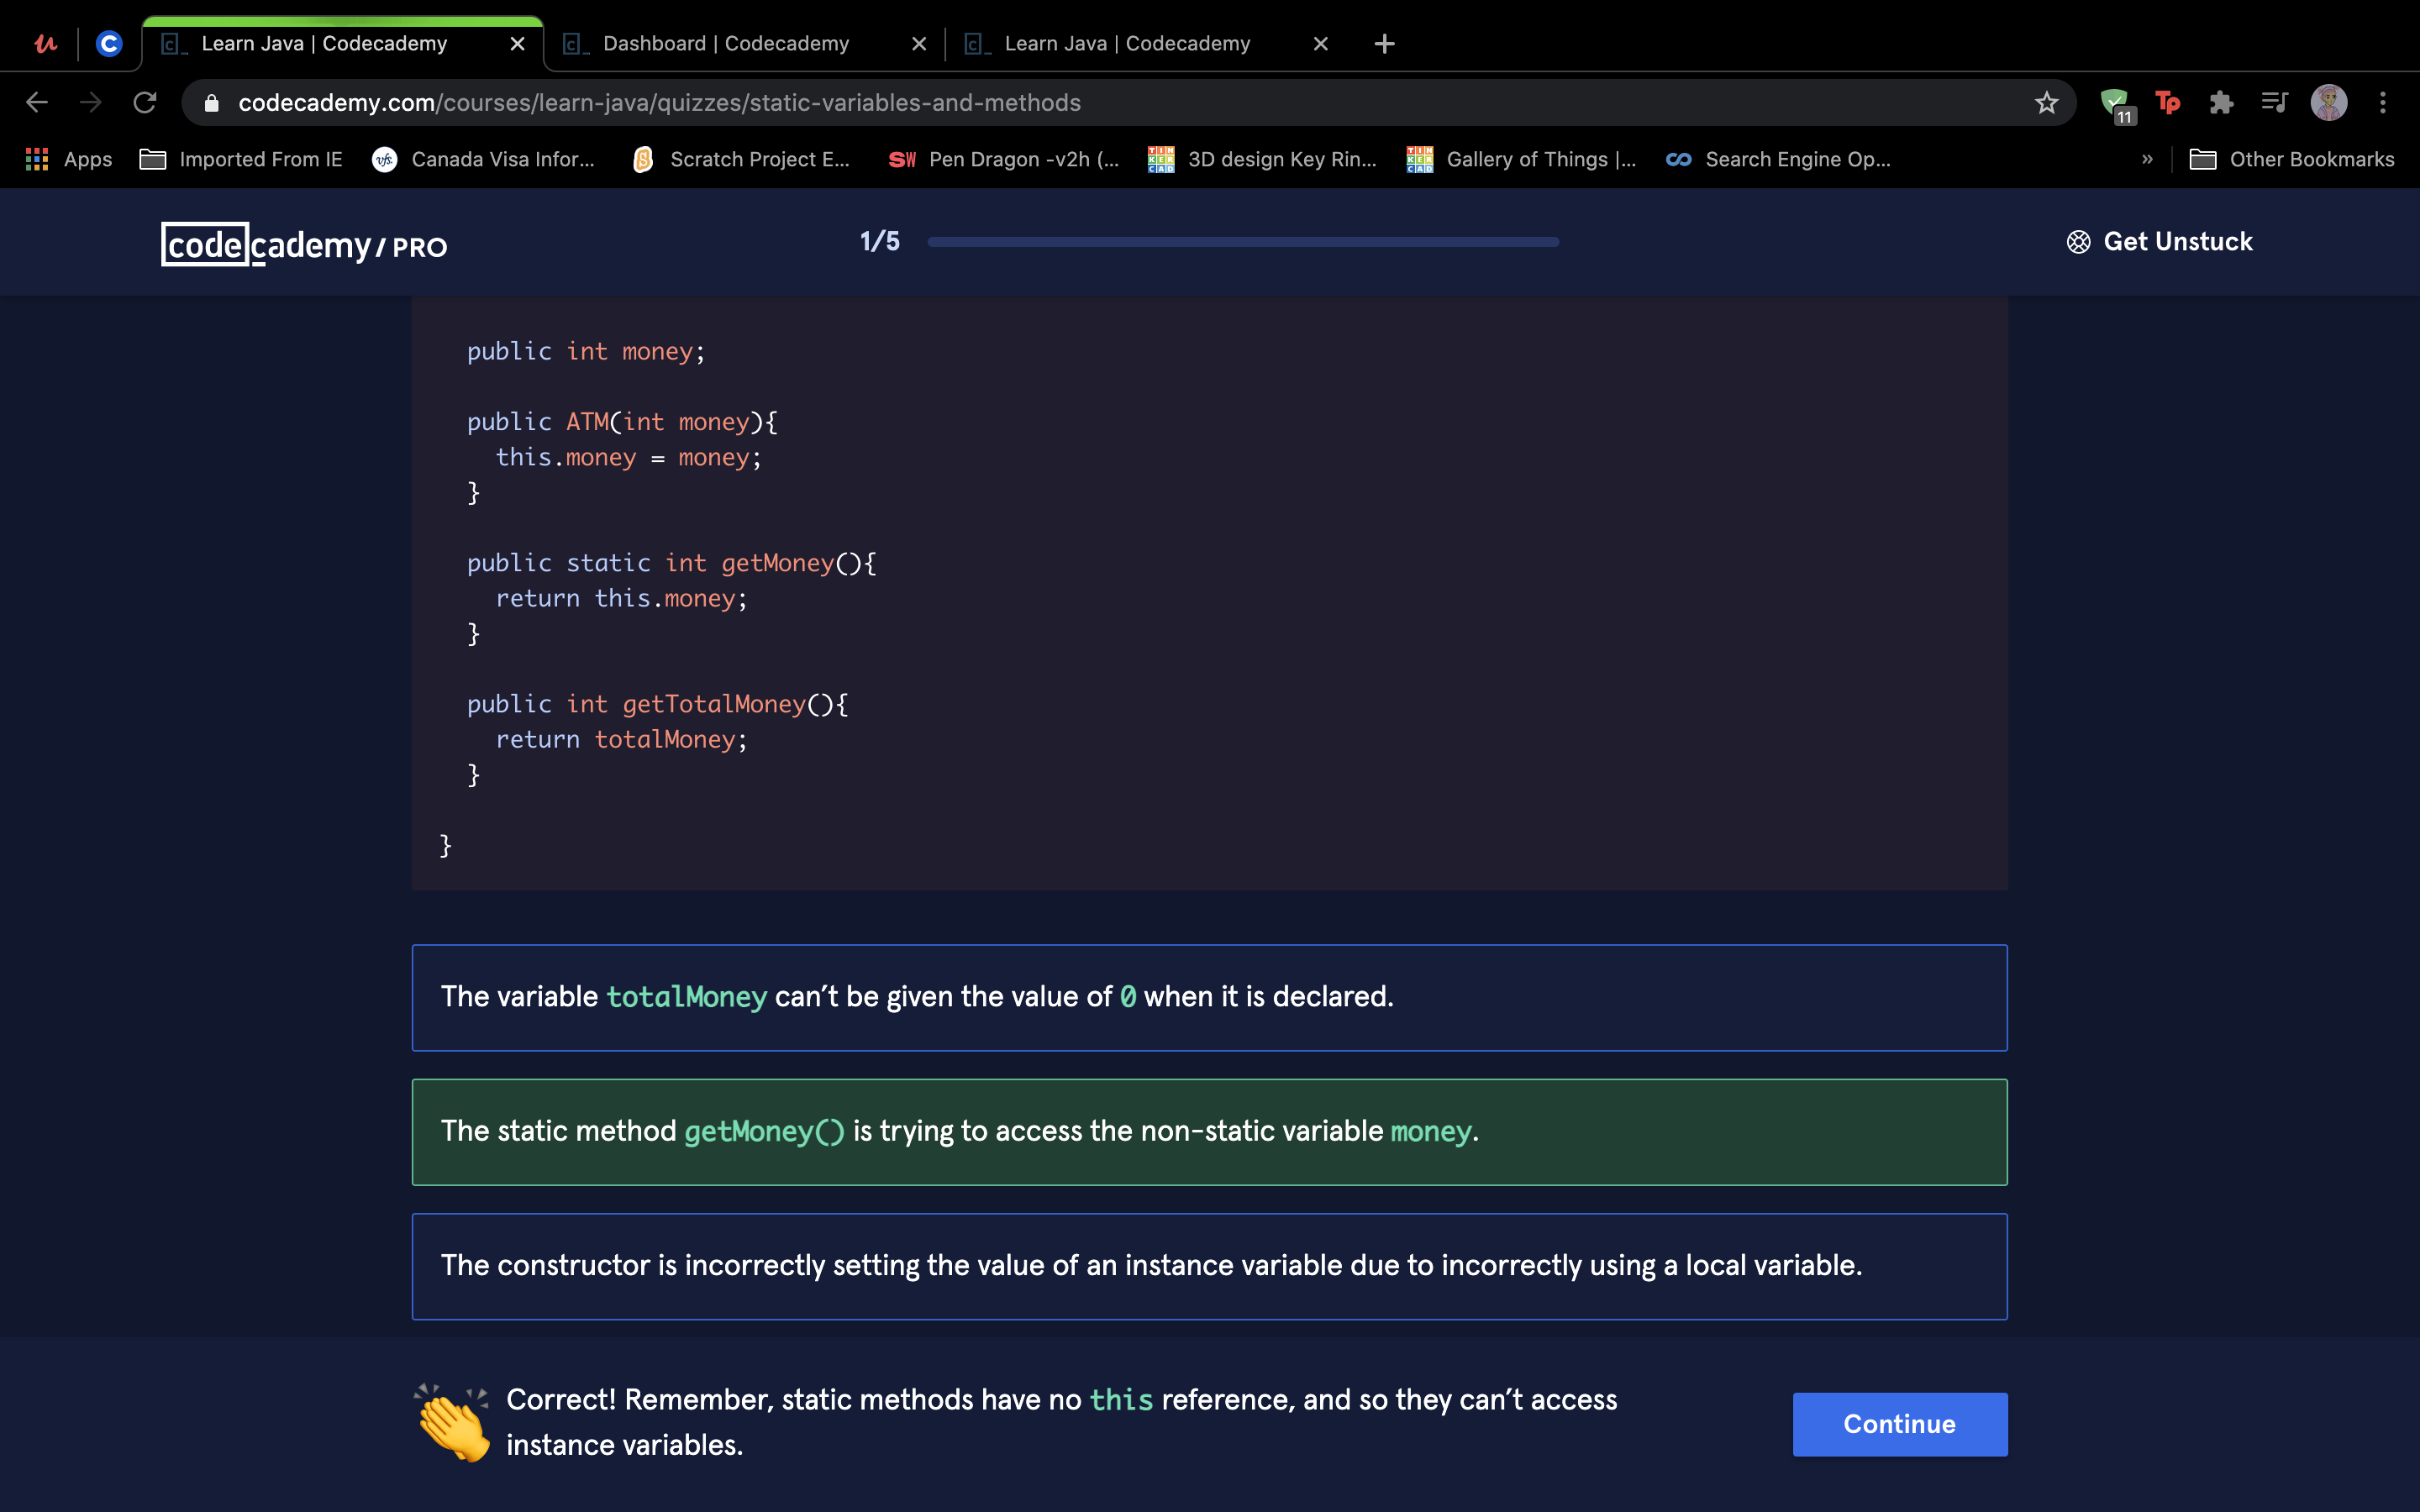 Learn Java | Codecademy
Dashboard | Codecademy
Learn Java | Codecademy
codecademy.com/courses/learn-java/quizzes/static-variables-and-methods
11
Tp
Apps
Imported From IE
vfs.
Canada Visa Infor...
Scratch Project E...
SW
Pen Dragon -v2h (...
TINKERCAD
3D design Key Rin...
TINKERCAD
Gallery of Things |...
Search Engine Op...
»
Other Bookmarks
codecademy / PRO
1/5
Get Unstuck
public int money;
public ATM(int money){
this.money = money;
}
public static int getMoney(){
return this.money;
}
public int getTotalMoney(){
return totalMoney;
}
}
The variable totalMoney can’t be given the value of 0 when it is declared.
The static method getMoney() is trying to access the non-static variable money.
The constructor is incorrectly setting the value of an instance variable due to incorrectly using a local variable.
Correct! Remember, static methods have no this reference, and so they can’t access
instance variables.
Continue